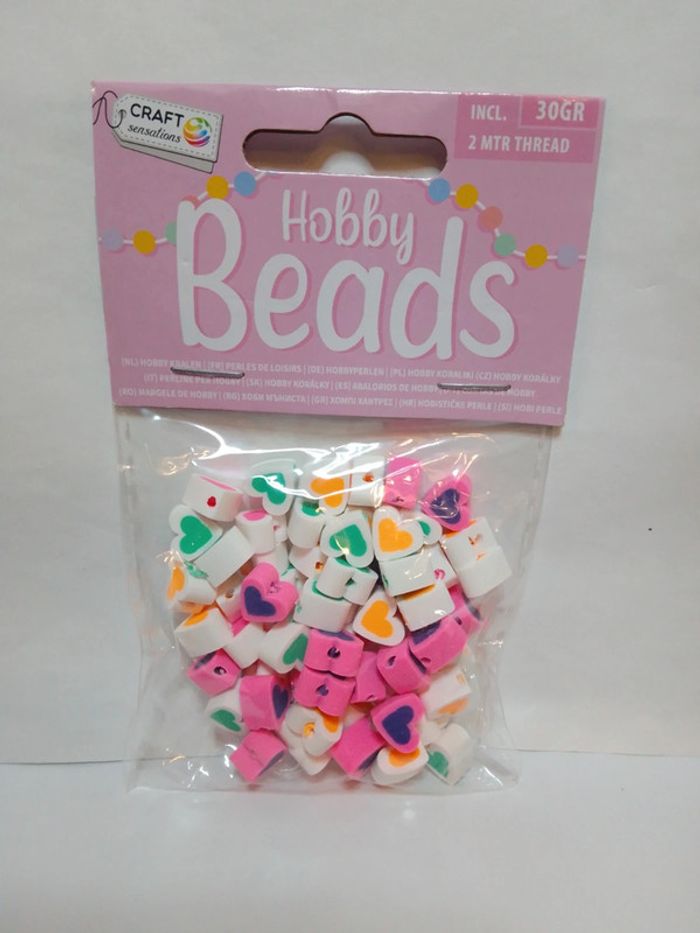 CRAFT
sensations
INCL. 30GR
2 MTR THREAD
Hobby
Beads
(NL) HOBBY KRALEN | (FR) PERLES DE LOISIRS | (DE) HOBBYPERLEN | (PL) HOBBY KORALIKI | (CZ) HOBBY KORÁLKY
(IT) PERLINE PER HOBBY | (SK) HOBBY KORÁLKY | (ES) ABALORIOS DE HOBBY HOBBY
(RO) MARGELE DE HOBBY | (BG) ХОБИ МЪНИСТА | (GR) ΧΟΜΠΙ ΧΑΝΤΡΕΣ | (HR) HOBISTIČKE PERLE | (SI) HOBI PERLE